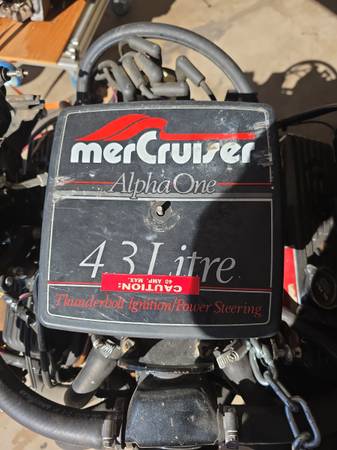 merCruiser
Alpha One
4.3 Litre
CAUTION:
40 AMP. MAX.
Thunderbolt Ignition/Power Steering